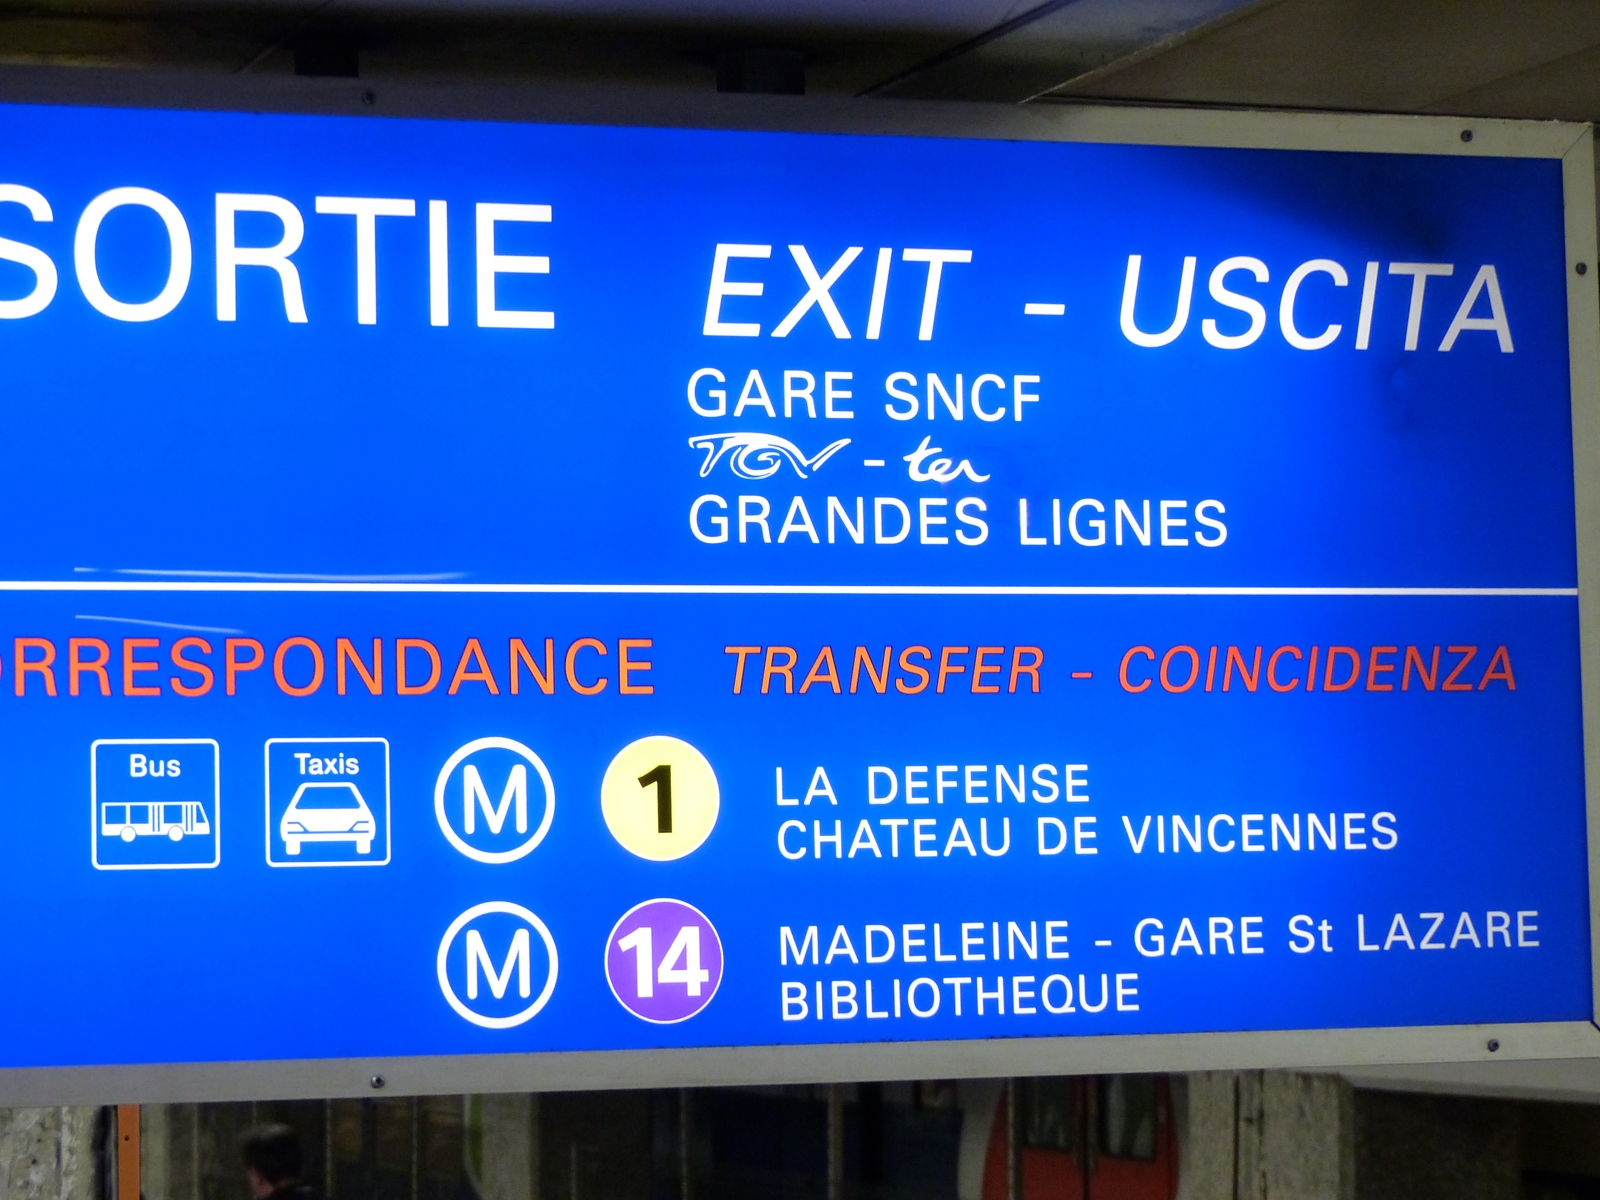 SORTIE EXIT - USCITA
GARE SNCF
TGV - ter
GRANDES LIGNES
ORRESPONDANCE TRANSFER - COINCIDENZA
Bus Taxis M 1 LA DEFENSE
CHATEAU DE VINCENNES
M 14 MADELEINE - GARE St LAZARE
BIBLIOTHEQUE